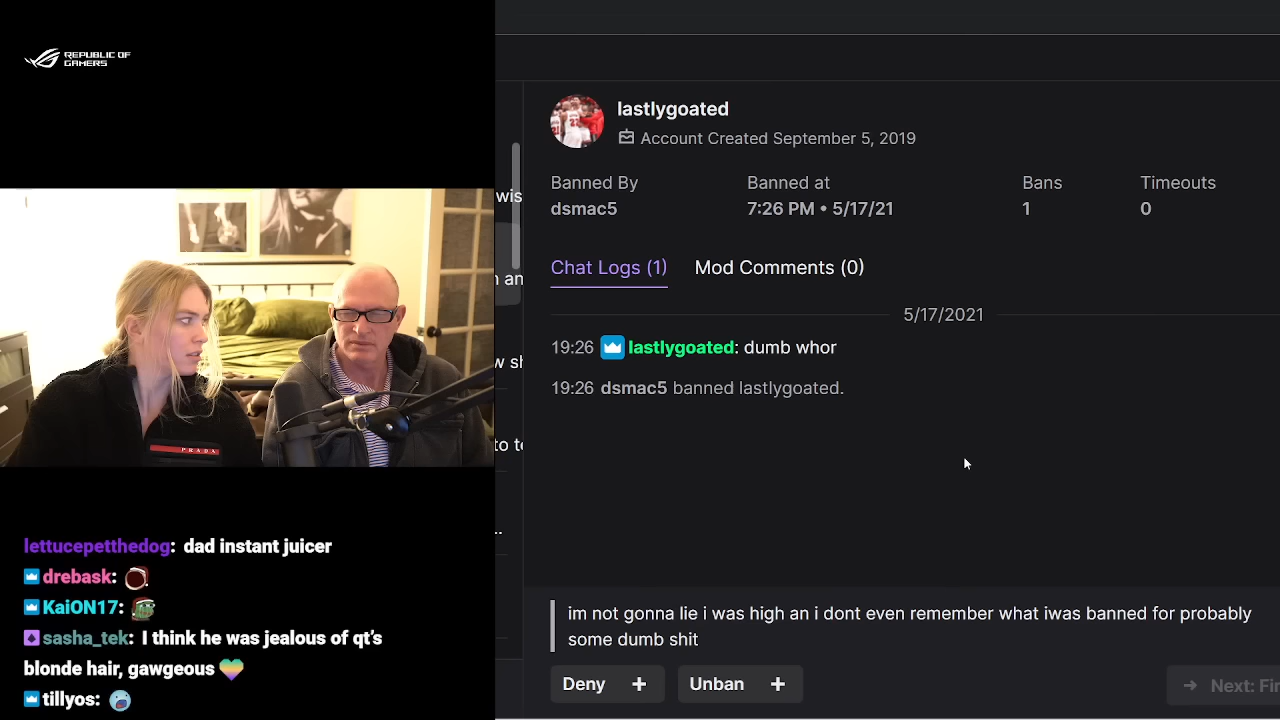 REPUBLIC OF
GAMERS
PRADA
lettucepetthedog: dad instant juicer
drebask:
KaiON17:
sasha_tek: I think he was jealous of qt's
blonde hair, gawgeous
tillyos:
lastlygoated
Account Created September 5, 2019
Banned By
Banned at
Bans
Timeouts
dsmac5
7:26 PM • 5/17/21
1
0
Chat Logs (1)
Mod Comments (0)
5/17/2021
19:26 lastlygoated: dumb whor
19:26 dsmac5 banned lastlygoated.
im not gonna lie i was high an i dont even remember what iwas banned for probably
some dumb shit
Deny +
Unban +
→ Next: